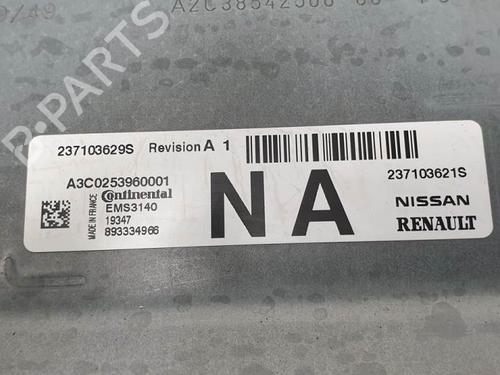 237103629S Revision A 1
A3C0253960001
Continental
EMS3140
19347
893334966
MADE IN FRANCE
NA
237103621S
NISSAN
RENAULT
B-PARTS